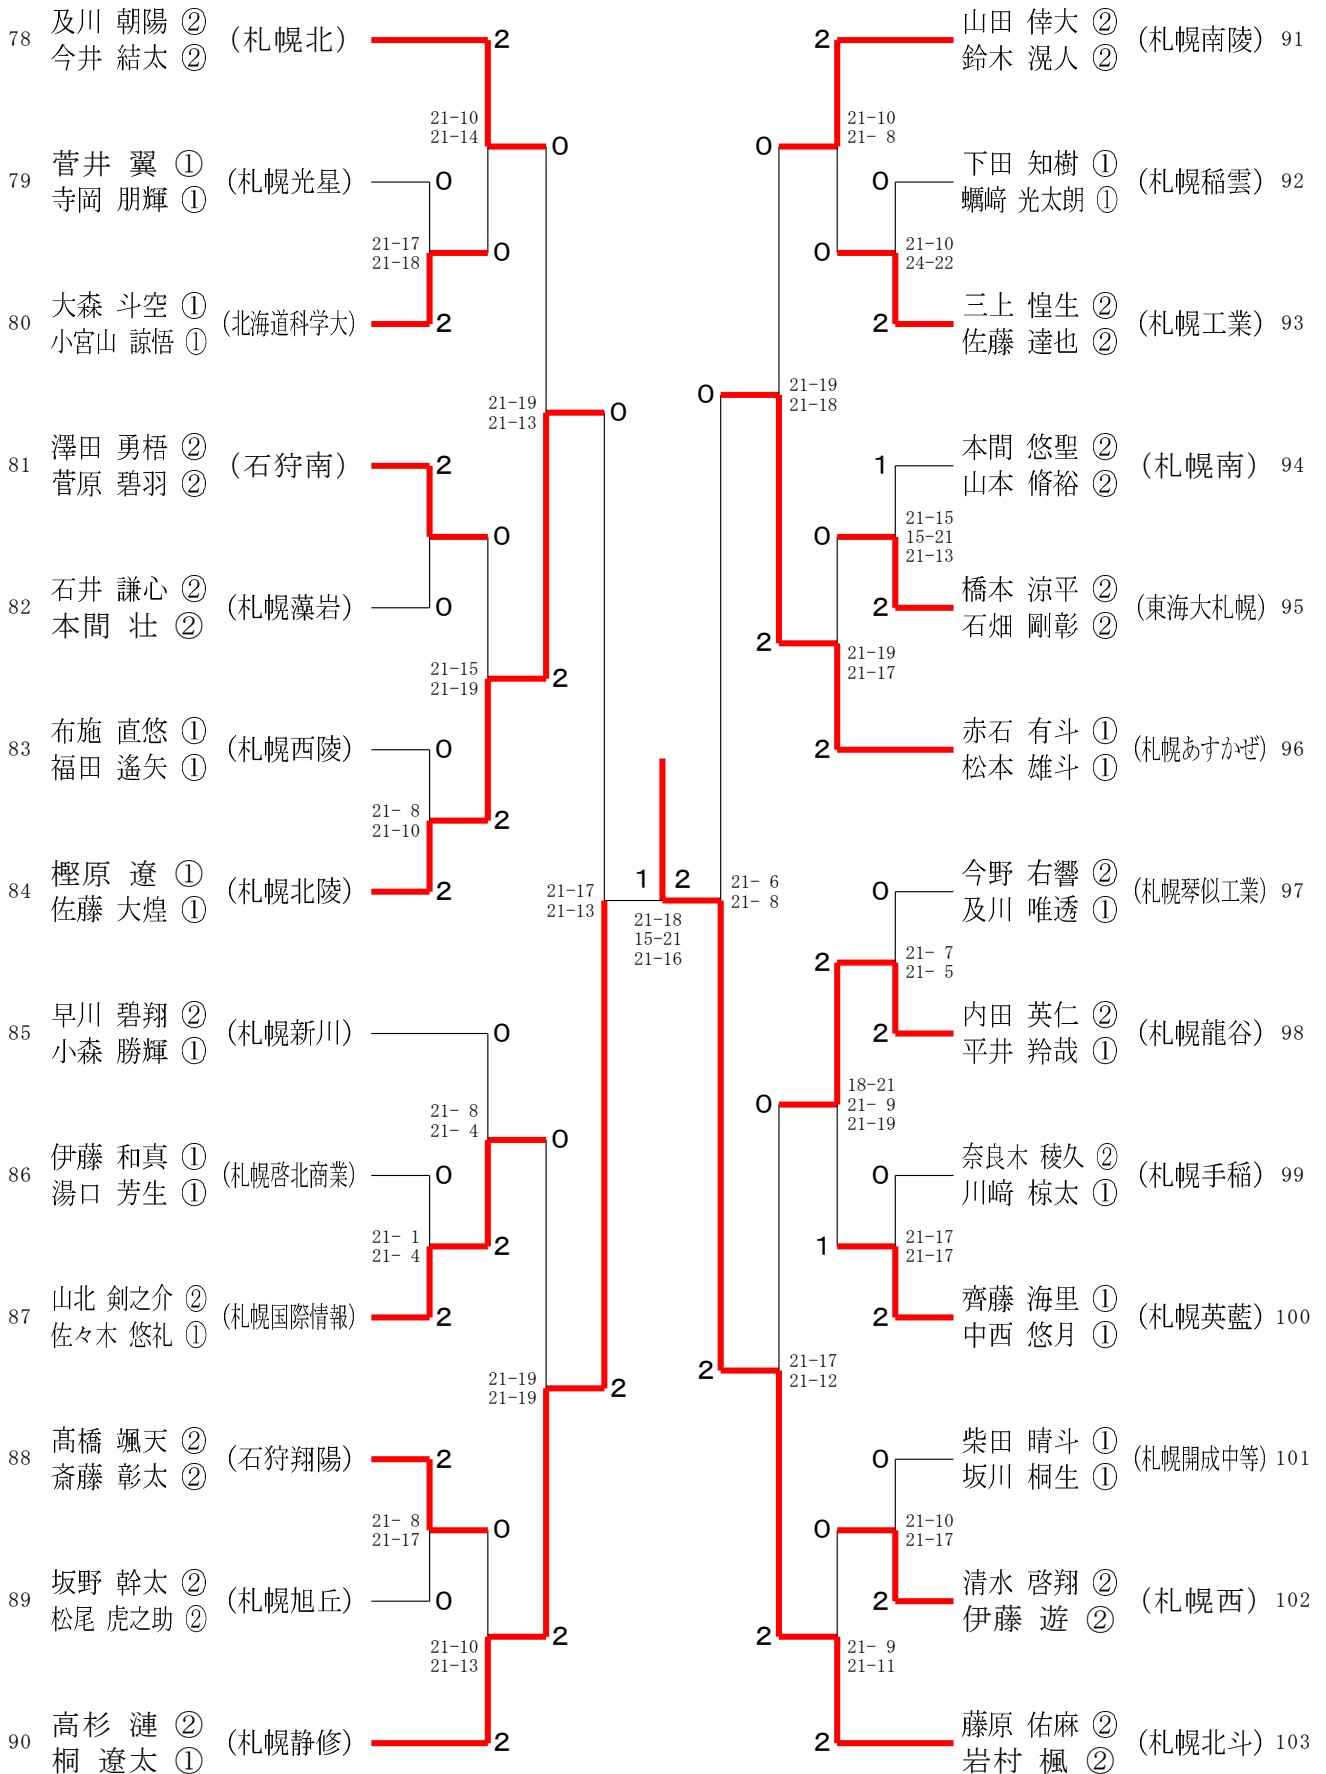 78 及川 朝陽 ② (札幌北) 2
今井 結太 ②
21-10
21-14
0
79 菅井 翼 ① (札幌光星) 0
寺岡 朋輝 ①
21-17
21-18
0
80 大森 斗空 ① (北海道科学大) 2
小宮山 諒悟 ①
21-19
21-13
0
81 澤田 勇梧 ② (石狩南) 2
菅原 碧羽 ②
0
82 石井 謙心 ② (札幌藻岩) 0
本間 壮 ②
21-15
21-19
2
83 布施 直悠 ① (札幌西陵) 0
福田 遙矢 ①
21- 8
21-10
2
84 樫原 遼 ① (札幌北陵) 2
佐藤 大煌 ①
21-17
21-13
85 早川 碧翔 ② (札幌新川) 0
小森 勝輝 ①
21- 8
21- 4
0
86 伊藤 和真 ① (札幌啓北商業) 0
湯口 芳生 ①
21- 1
21- 4
2
87 山北 剣之介 ② (札幌国際情報) 2
佐々木 悠礼 ①
21-19
21-19
2
88 髙橋 颯天 ② (石狩翔陽) 2
斎藤 彰太 ②
21- 8
21-17
0
89 坂野 幹太 ② (札幌旭丘) 0
松尾 虎之助 ②
21-10
21-13
2
90 高杉 漣 ② (札幌静修) 2
桐 遼太 ①
1 2
21-18
15-21
21-16
2 山田 倖大 ② (札幌南陵) 91
鈴木 滉人 ②
0
21-10
21- 8
0 下田 知樹 ① (札幌稲雲) 92
蠣﨑 光太朗 ①
0
21-10
24-22
2 三上 惶生 ② (札幌工業) 93
佐藤 達也 ②
0
21-19
21-18
1 本間 悠聖 ② (札幌南) 94
山本 脩裕 ②
0
21-15
15-21
21-13
2 橋本 涼平 ② (東海大札幌) 95
石畑 剛彰 ②
2
21-19
21-17
2 赤石 有斗 ① (札幌あすかぜ) 96
松本 雄斗 ①
21- 6
21- 8
0 今野 右響 ② (札幌琴似工業) 97
及川 唯透 ①
2
21- 7
21- 5
2 内田 英仁 ② (札幌龍谷) 98
平井 羚哉 ①
0
18-21
21- 9
21-19
0 奈良木 稜久 ② (札幌手稲) 99
川﨑 椋太 ①
1
21-17
21-17
2 齊藤 海里 ① (札幌英藍) 100
中西 悠月 ①
2
21-17
21-12
0 柴田 晴斗 ① (札幌開成中等) 101
坂川 桐生 ①
0
21-10
21-17
2 清水 啓翔 ② (札幌西) 102
伊藤 遊 ②
2
21- 9
21-11
2 藤原 佑麻 ② (札幌北斗) 103
岩村 楓 ②